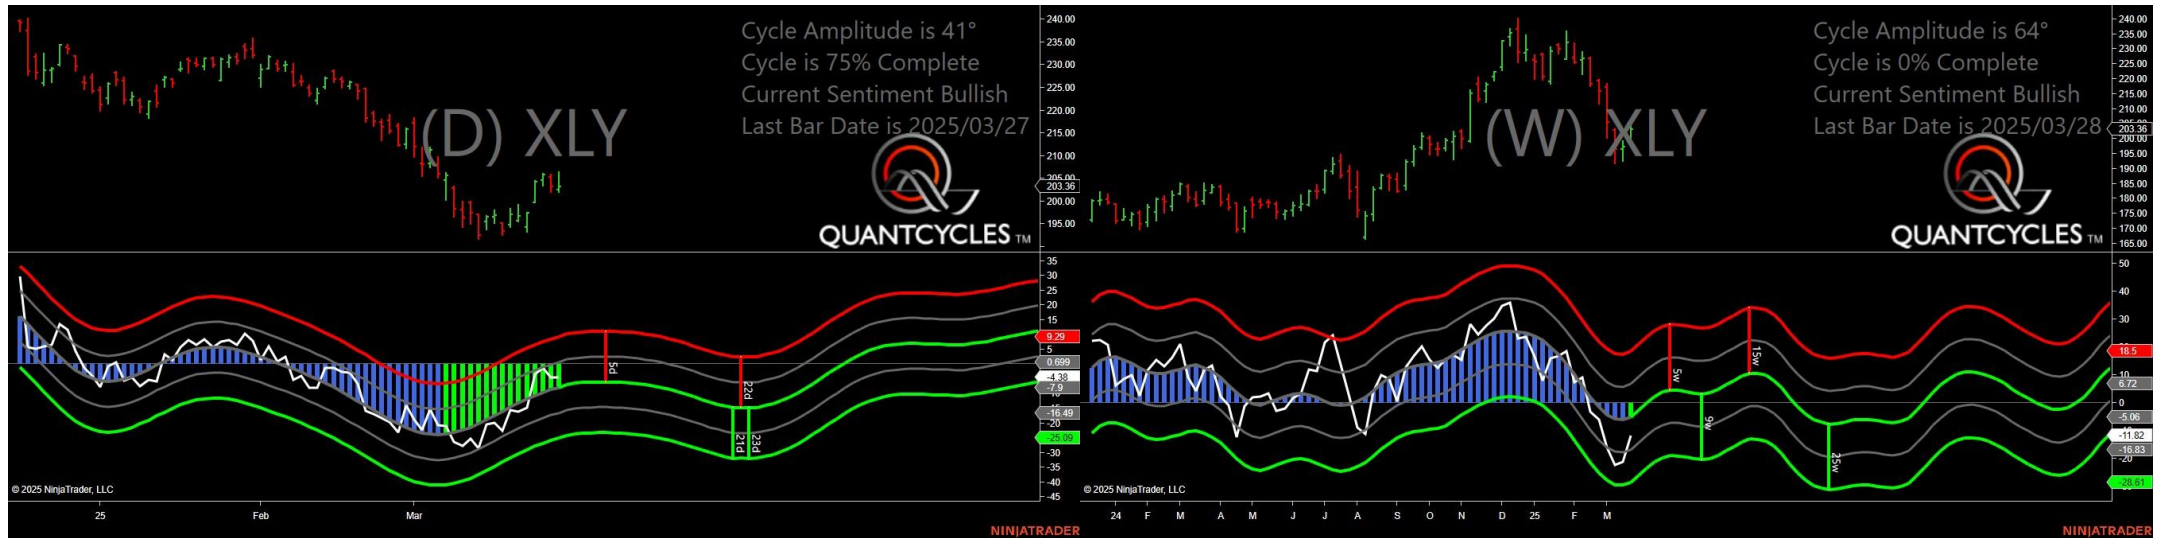 Cycle Amplitude is 41°
Cycle is 75% Complete
Current Sentiment Bullish
Last Bar Date is 2025/03/27
(D) XLY
QUANTCYCLES TM
240.00
235.00
230.00
225.00
220.00
215.00
210.00
205.00
203.36
200.00
195.00
35
30
25
20
15
9.29
5
0.699
-4.38
-7.9
-16.49
-20
-25.09
-30
-35
-40
-45
5d
22d
21d
23d
© 2025 NinjaTrader, LLC
25 Feb Mar
NINJATRADER
Cycle Amplitude is 64°
Cycle is 0% Complete
Current Sentiment Bullish
Last Bar Date is 2025/03/28
(W) XLY
QUANTCYCLES TM
240.00
235.00
230.00
225.00
220.00
215.00
210.00
203.36
200.00
195.00
190.00
185.00
180.00
175.00
170.00
165.00
50
40
30
18.5
6.72
0
-5.06
-11.82
-16.83
-20
-28.61
5w
15w
9w
25w
© 2025 NinjaTrader, LLC
24 F M A M J J A S O N D 25 F M
NINJATRADER